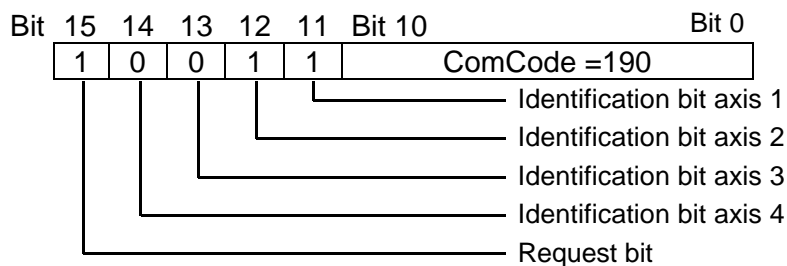 Bit 15 14 13 12 11 Bit 10 Bit 0
1 0 0 1 1 ComCode =190
Identification bit axis 1
Identification bit axis 2
Identification bit axis 3
Identification bit axis 4
Request bit